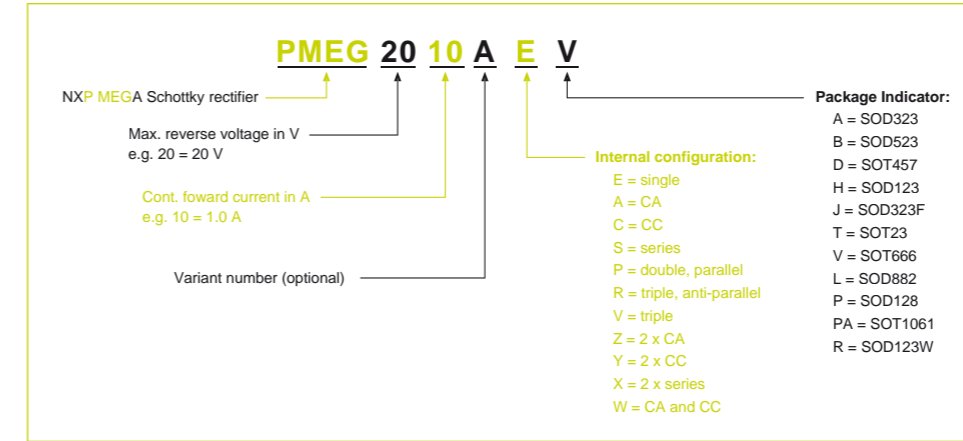 PMEG 20 10 A E V
NXP MEGA Schottky rectifier
Max. reverse voltage in V
e.g. 20 = 20 V
Cont. foward current in A
e.g. 10 = 1.0 A
Variant number (optional)
Internal configuration:
E = single
A = CA
C = CC
S = series
P = double, parallel
R = triple, anti-parallel
V = triple
Z = 2 x CA
Y = 2 x CC
X = 2 x series
W = CA and CC
Package Indicator:
A = SOD323
B = SOD523
D = SOT457
H = SOD123
J = SOD323F
T = SOT23
V = SOT666
L = SOD882
P = SOD128
PA = SOT1061
R = SOD123W